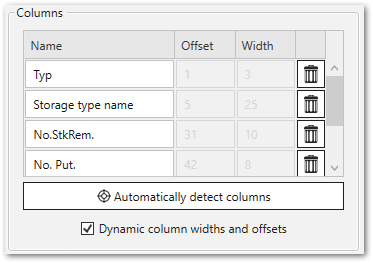 Columns
Name Offset Width
Typ 1 3
Storage type name 5 25
No.StkRem. 31 10
No. Put. 42 8
Automatically detect columns
Dynamic column widths and offsets